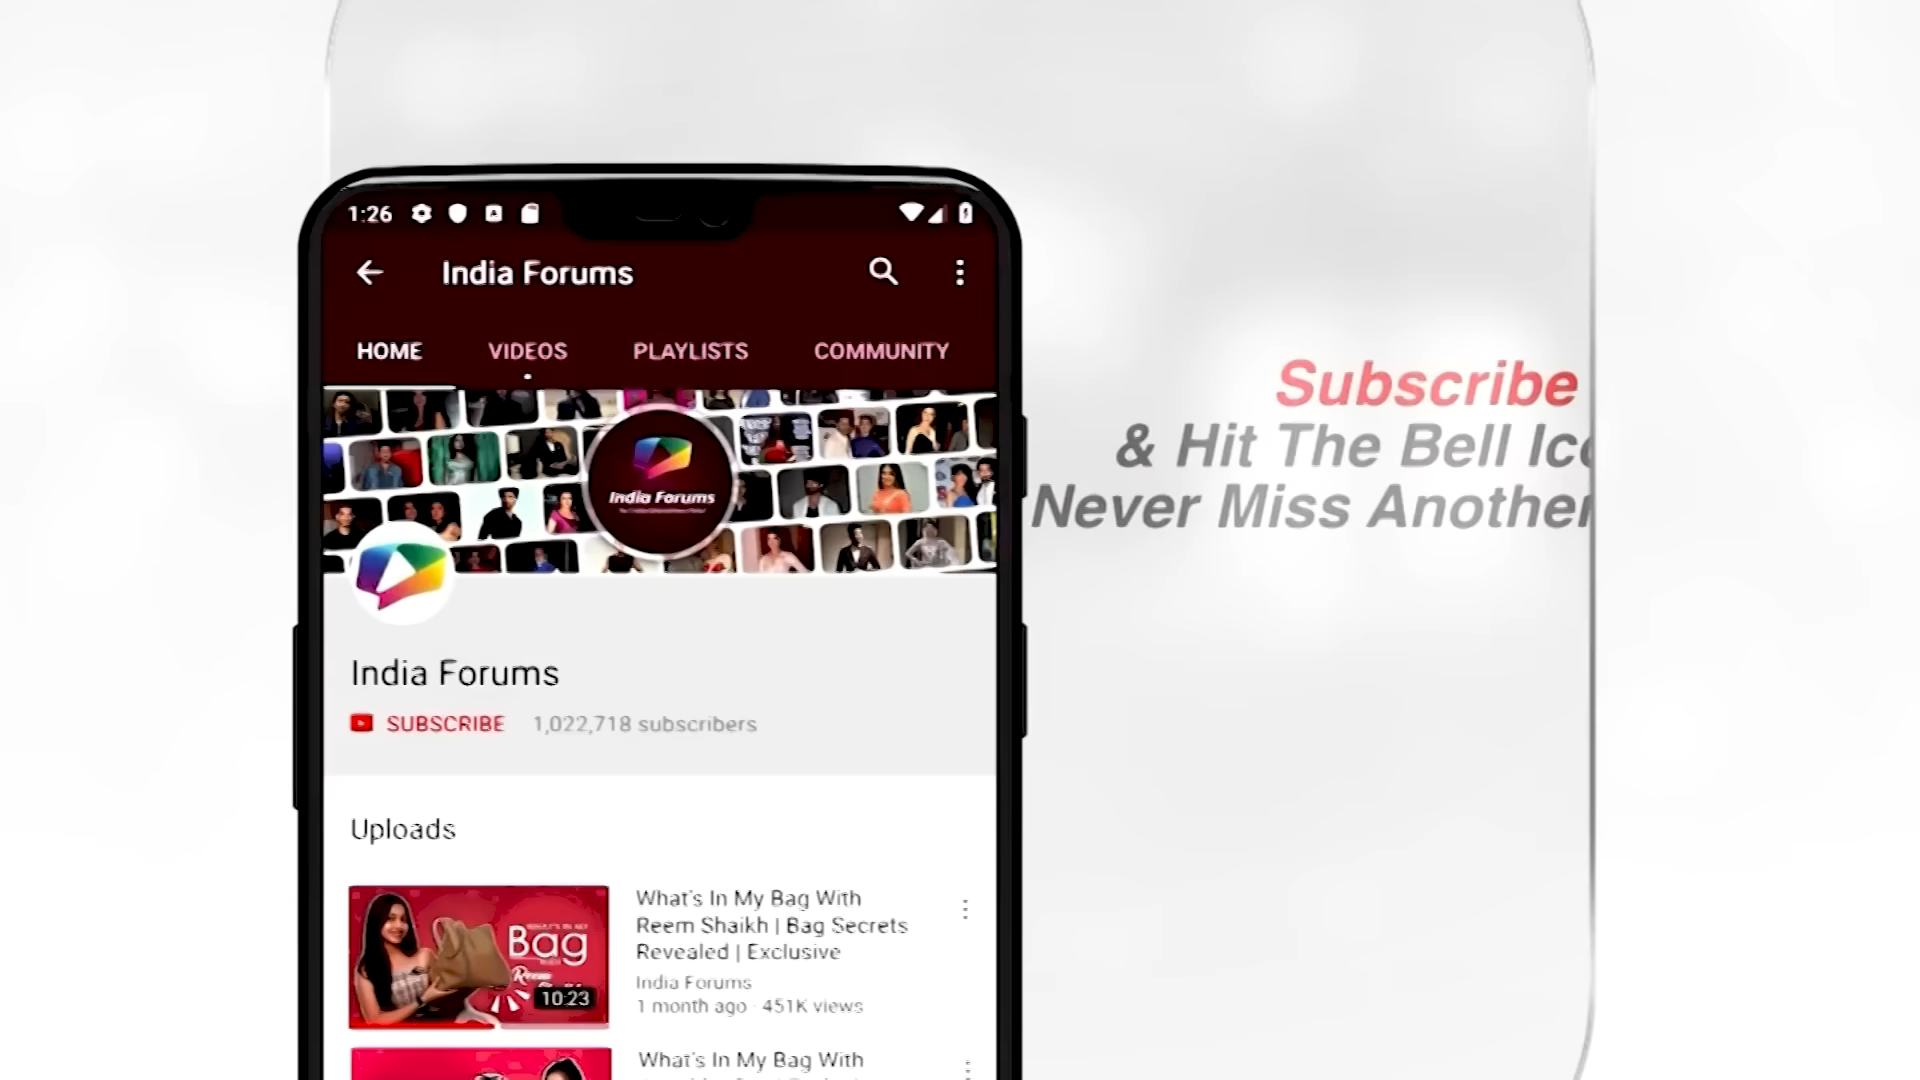 1:26
India Forums
HOME VIDEOS PLAYLISTS COMMUNITY
India Forums
India Forums
SUBSCRIBE 1,022,718 subscribers
Uploads
Bag
Reem
10:23
What's In My Bag With
Reem Shaikh | Bag Secrets
Revealed | Exclusive
India Forums
1 month ago · 451K views
What's In My Bag With
Subscribe
& Hit The Bell Ic
Never Miss Another